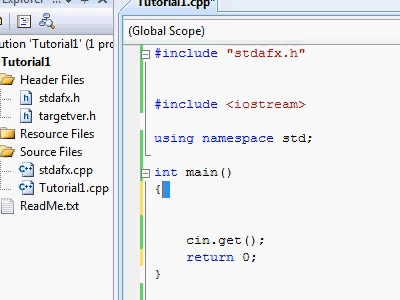 Explorer
Tutorial1.cpp*
ution 'Tutorial1' (1 pro
Tutorial1
Header Files
stdafx.h
targetver.h
Resource Files
Source Files
stdafx.cpp
Tutorial1.cpp
ReadMe.txt
(Global Scope)
#include "stdafx.h"
#include <iostream>
using namespace std;
int main()
{
cin.get();
return 0;
}